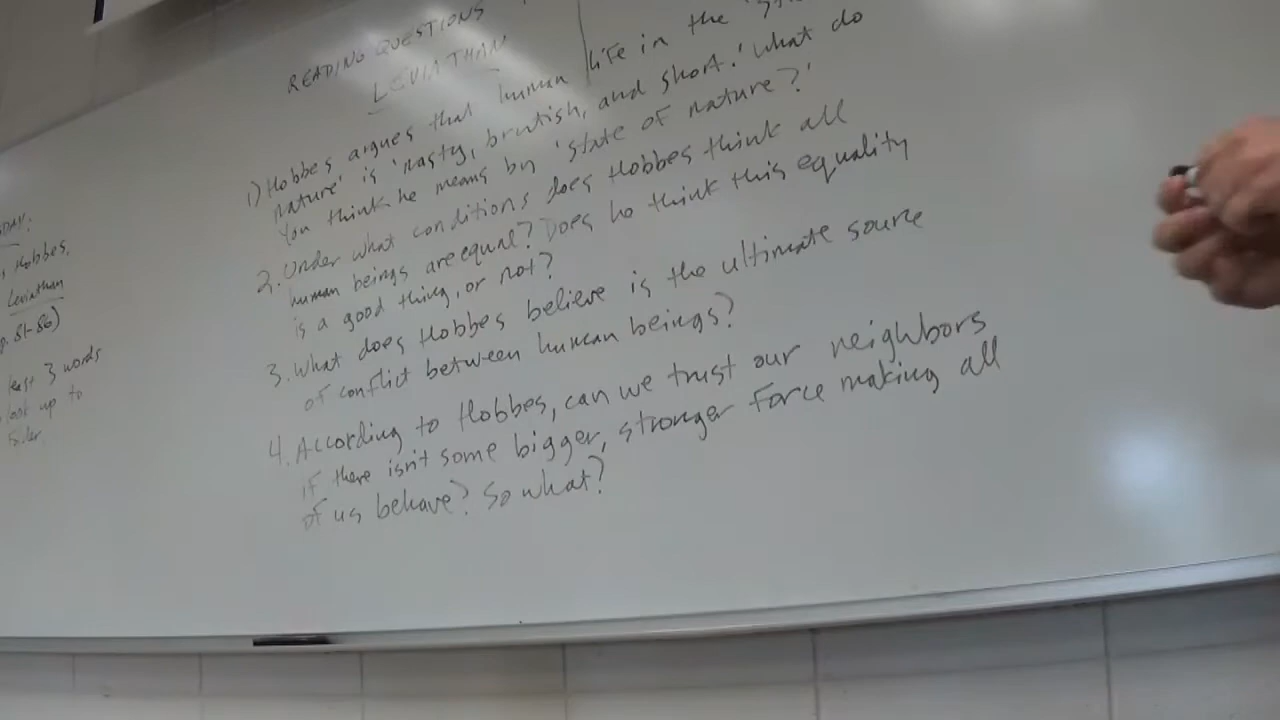 DAY:
Hobbes,
Leviathan
p. 81-86)
least 3 words
look up to
READING QUESTIONS
LEVIATHAN
1) Hobbes argues that human life in the
nature' is 'nasty, brutish, and short.' What do
You think he means by 'state of nature?'
2. Under what conditions does Hobbes think all
human beings are equal? Does he think this equality
is a good thing, or not?
3. What does Hobbes believe is the ultimate source
of conflict between human beings?
4. According to Hobbes, can we trust our neighbors
if there isn't some bigger, stronger force making all
of us behave? So what?